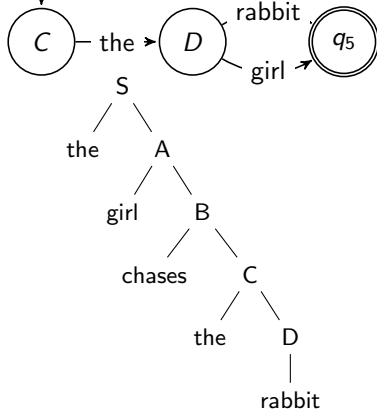 rabbit
C the D q5
girl
S
the A
girl B
chases C
the D
rabbit